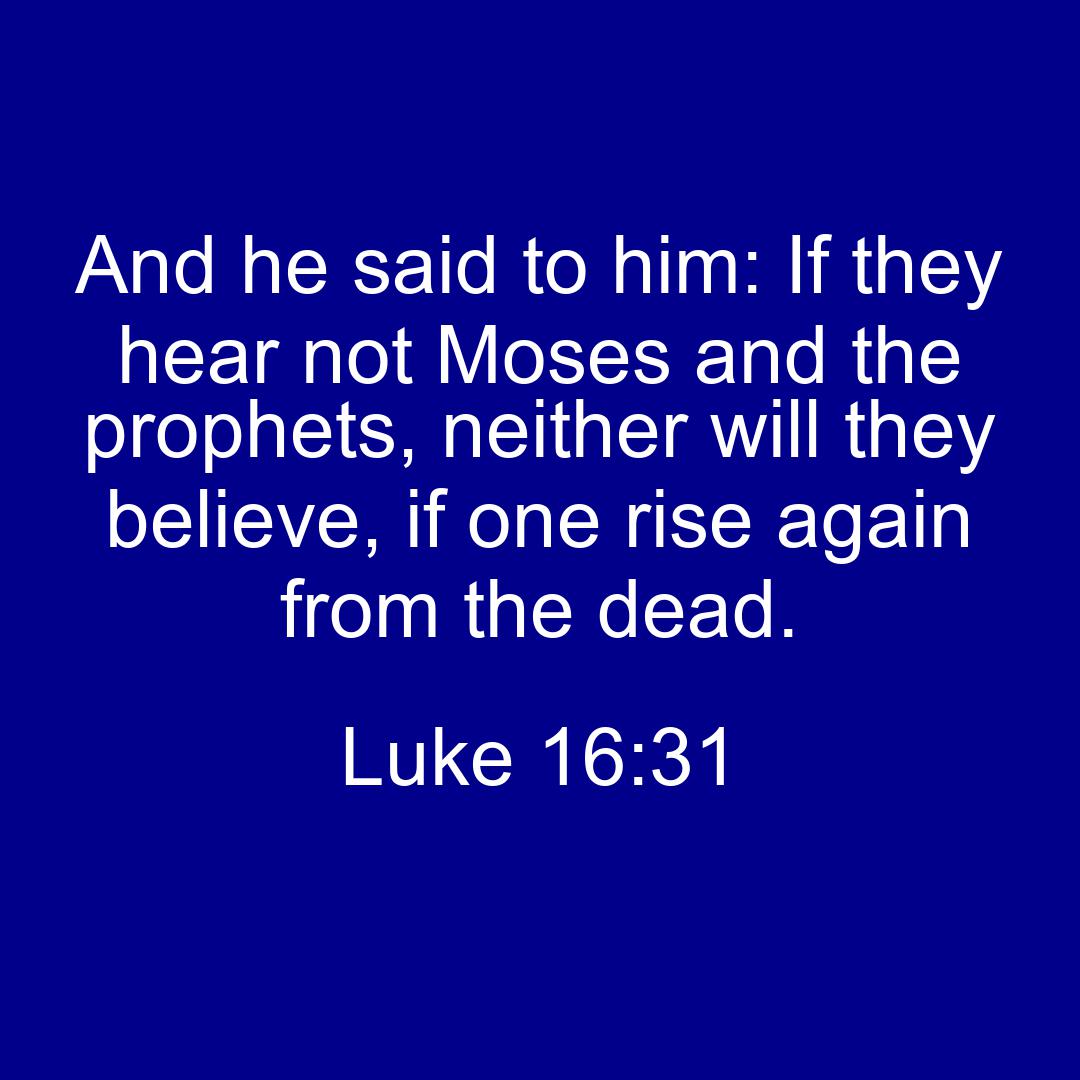 And he said to him: If they
hear not Moses and the
prophets, neither will they
believe, if one rise again
from the dead.
Luke 16:31